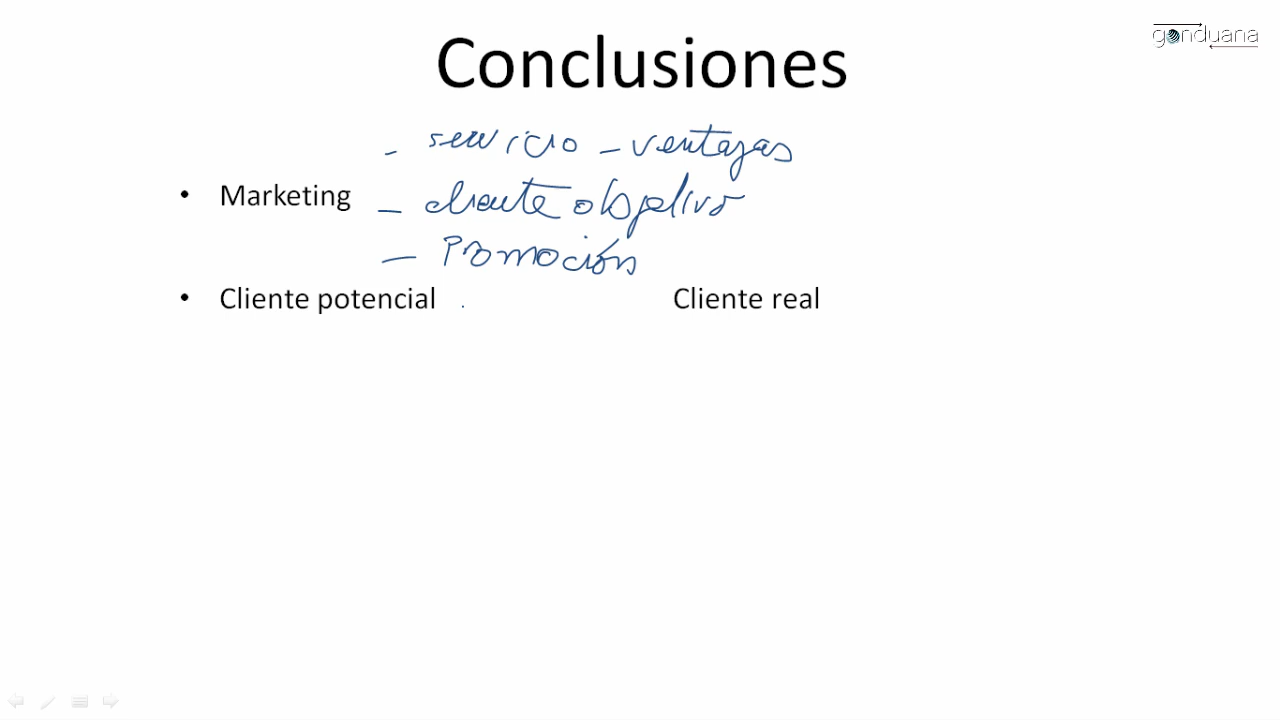 gonduana
Conclusiones
- servicio - ventajas
• Marketing
- cliente objetivo
- Promoción
• Cliente potencial Cliente real